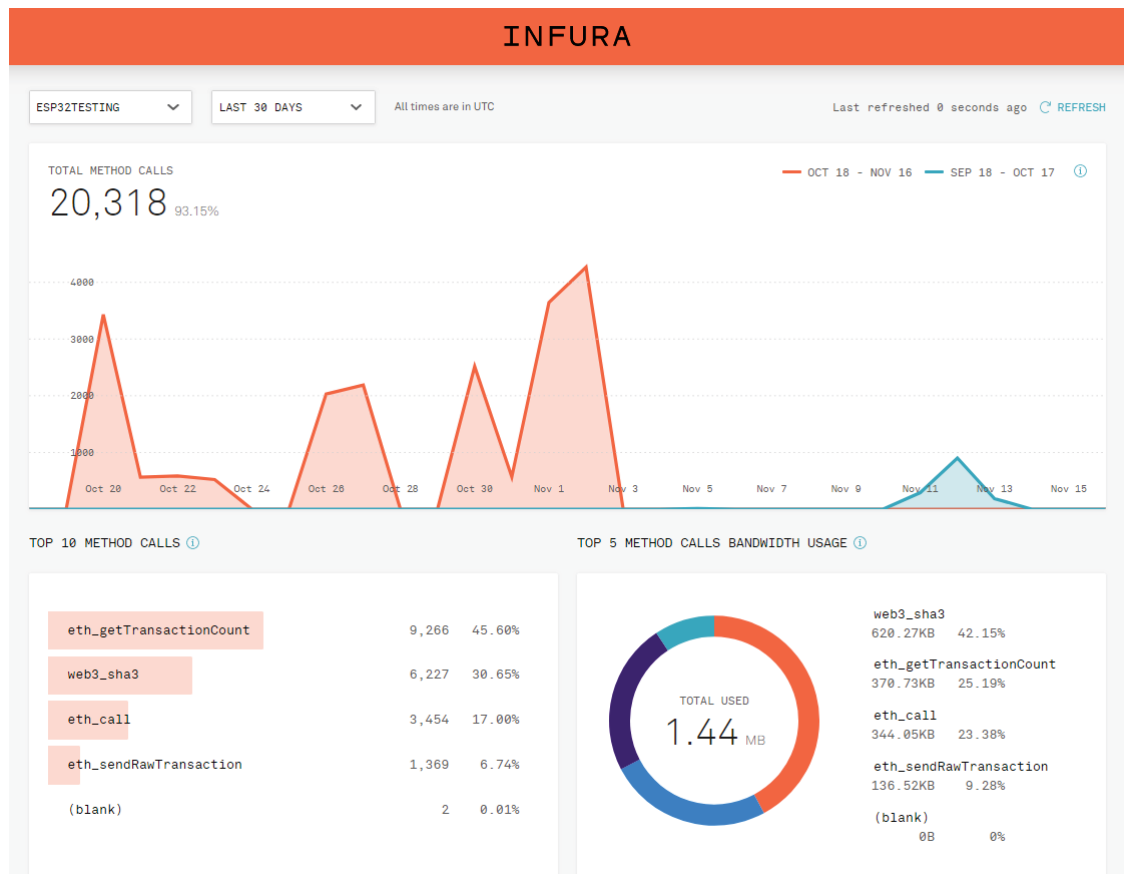 INFURA
ESP32TESTING
LAST 30 DAYS
All times are in UTC
Last refreshed 0 seconds ago
REFRESH
TOTAL METHOD CALLS
20,318 93.15%
OCT 18 - NOV 16
SEP 18 - OCT 17
4000
3000
2000
1000
Oct 20 Oct 22 Oct 24 Oct 26 Oct 28 Oct 30 Nov 1 Nov 3 Nov 5 Nov 7 Nov 9 Nov 11 Nov 13 Nov 15
TOP 10 METHOD CALLS
eth_getTransactionCount 9,266 45.60%
web3_sha3 6,227 30.65%
eth_call 3,454 17.00%
eth_sendRawTransaction 1,369 6.74%
(blank) 2 0.01%
TOP 5 METHOD CALLS BANDWIDTH USAGE
TOTAL USED
1.44 MB
web3_sha3
620.27KB 42.15%
eth_getTransactionCount
370.73KB 25.19%
eth_call
344.05KB 23.38%
eth_sendRawTransaction
136.52KB 9.28%
(blank)
0B 0%